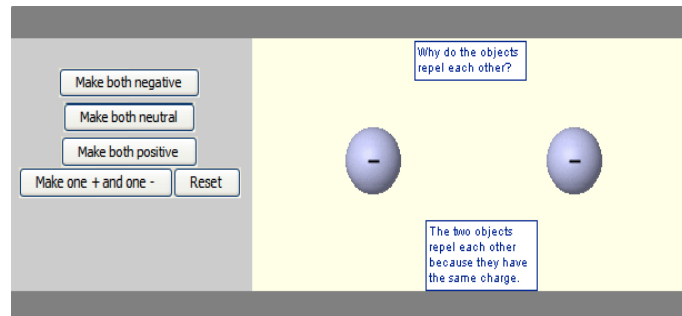 Make both negative
Make both neutral
Make both positive
Make one + and one -
Reset
Why do the objects
repel each other?
-
-
The two objects
repel each other
because they have
the same charge.